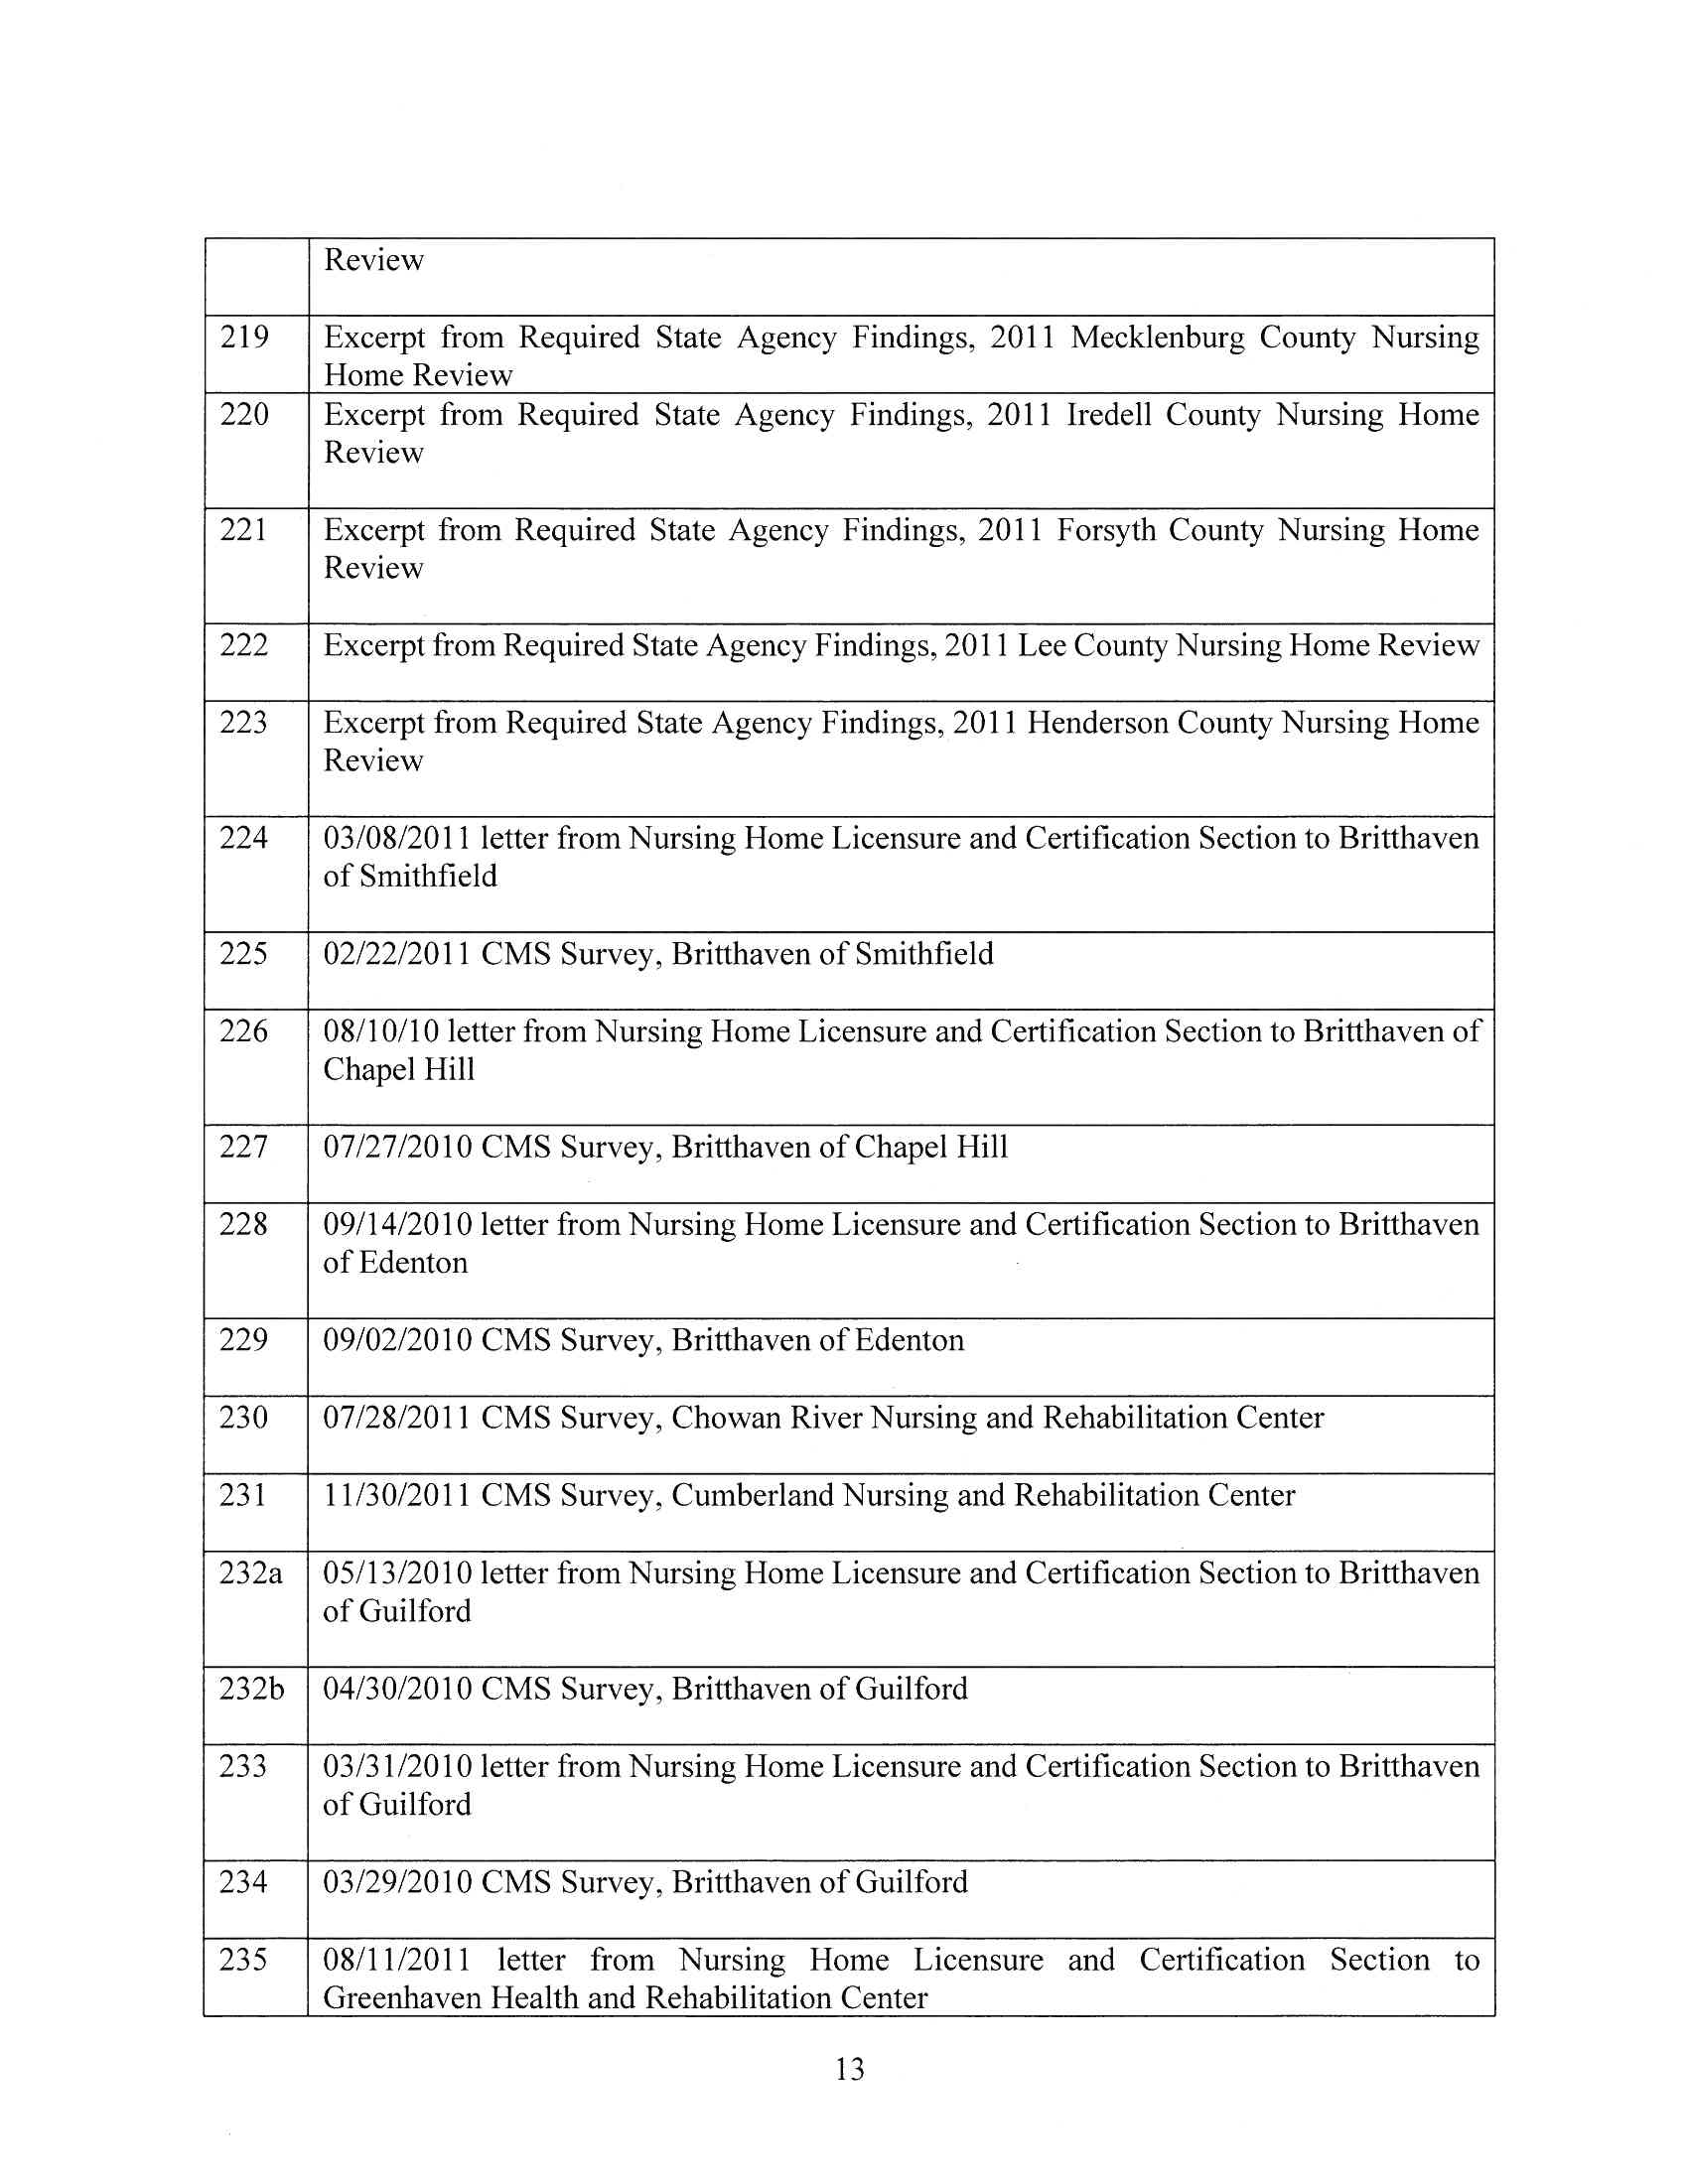 Review
219 Excerpt from Required State Agency Findings, 2011 Mecklenburg County Nursing
Home Review
220 Excerpt from Required State Agency Findings, 2011 Iredell County Nursing Home
Review
221 Excerpt from Required State Agency Findings, 2011 Forsyth County Nursing Home
Review
222 Excerpt from Required State Agency Findings, 2011 Lee County Nursing Home Review
223 Excerpt from Required State Agency Findings, 2011 Henderson County Nursing Home
Review
224 03/08/2011 letter from Nursing Home Licensure and Certification Section to Britthaven
of Smithfield
225 02/22/2011 CMS Survey, Britthaven of Smithfield
226 08/10/10 letter from Nursing Home Licensure and Certification Section to Britthaven of
Chapel Hill
227 07/27/2010 CMS Survey, Britthaven of Chapel Hill
228 09/14/2010 letter from Nursing Home Licensure and Certification Section to Britthaven
of Edenton
229 09/02/2010 CMS Survey, Britthaven of Edenton
230 07/28/2011 CMS Survey, Chowan River Nursing and Rehabilitation Center
231 11/30/2011 CMS Survey, Cumberland Nursing and Rehabilitation Center
232a 05/13/2010 letter from Nursing Home Licensure and Certification Section to Britthaven
of Guilford
232b 04/30/2010 CMS Survey, Britthaven of Guilford
233 03/31/2010 letter from Nursing Home Licensure and Certification Section to Britthaven
of Guilford
234 03/29/2010 CMS Survey, Britthaven of Guilford
235 08/11/2011 letter from Nursing Home Licensure and Certification Section to
Greenhaven Health and Rehabilitation Center
13